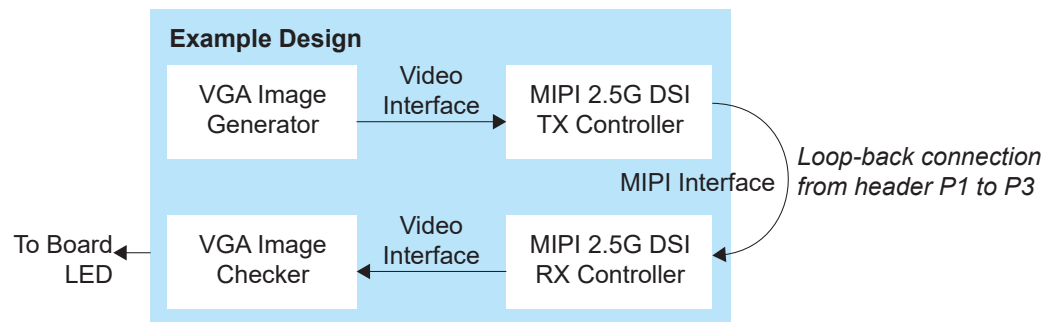 Example Design
VGA Image
Generator
Video
Interface
MIPI 2.5G DSI
TX Controller
MIPI Interface
Loop-back connection
from header P1 to P3
To Board
LED
VGA Image
Checker
Video
Interface
MIPI 2.5G DSI
RX Controller